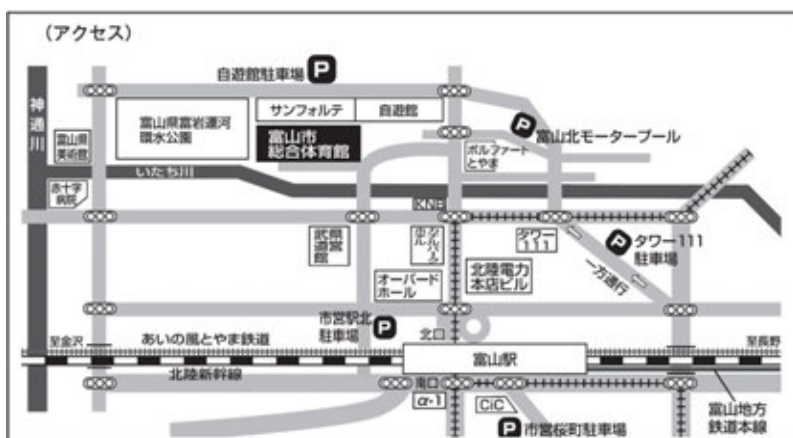 （アクセス）
自遊館駐車場 P
神通川
富山県
美術館
富山県富岩運河
環水公園
サンフォルテ
自遊館
富山市
総合体育館
P 富山北モータープール
ボルファート
とやま
いたち川
赤十字
病院
KNB
県営
武道館
タワー
111
P タワー111
駐車場
一方通行
オーバード
ホール
北陸電力
本店ビル
市営駅北
駐車場 P
北口
至金沢
あいの風とやま鉄道
富山駅
至長野
北陸新幹線
南口
α-1
CiC
P 市営桜町駐車場
富山地方
鉄道本線